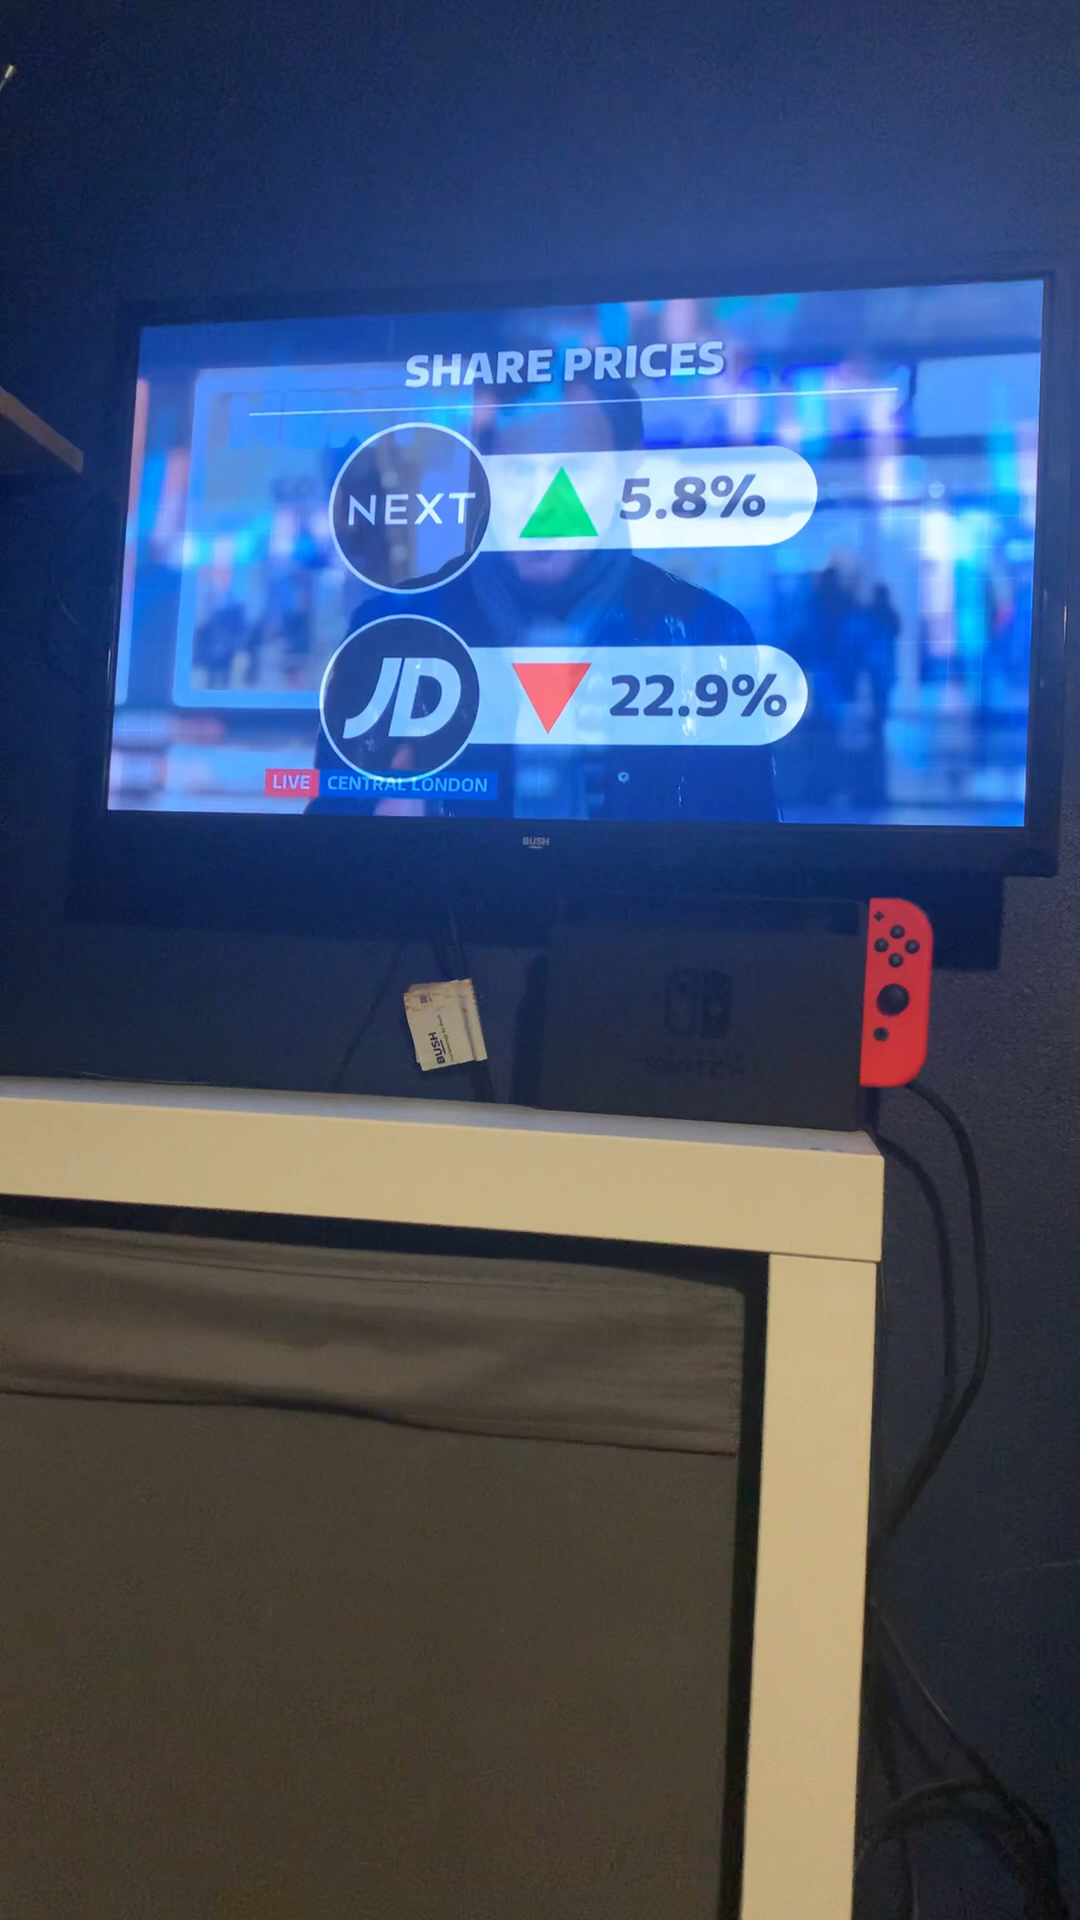 SHARE PRICES
NEXT 5.8%
JD 22.9%
LIVE CENTRAL LONDON
BUSH
BUSH